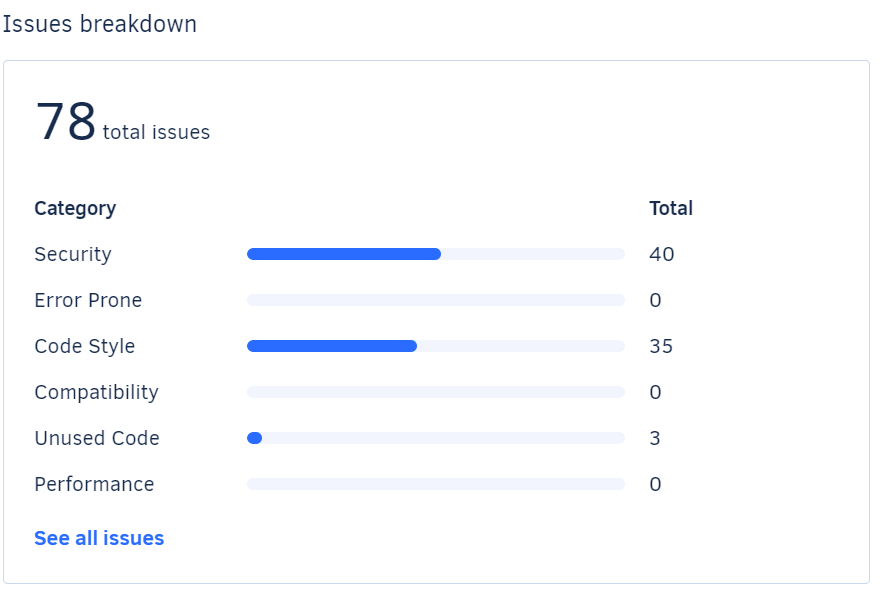 Issues breakdown
78 total issues
Category Total
Security 40
Error Prone 0
Code Style 35
Compatibility 0
Unused Code 3
Performance 0
See all issues